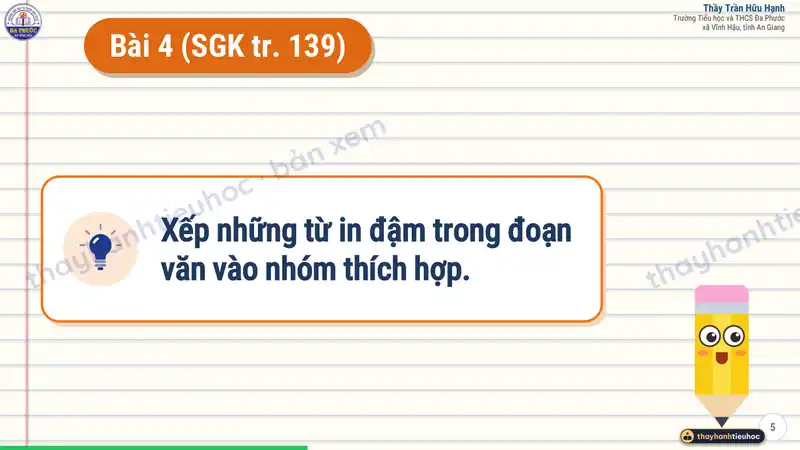 Thầy Trần Hữu Hạnh
Trường Tiểu học và THCS Đa Phước
xã Vĩnh Hậu, tỉnh An Giang
ĐA PHƯỚC
Bài 4 (SGK tr. 139)
thayhanhtieuhoc - bản xem
Xếp những từ in đậm trong đoạn
văn vào nhóm thích hợp.
thayhanhtie
thayhanhtieuhoc
5